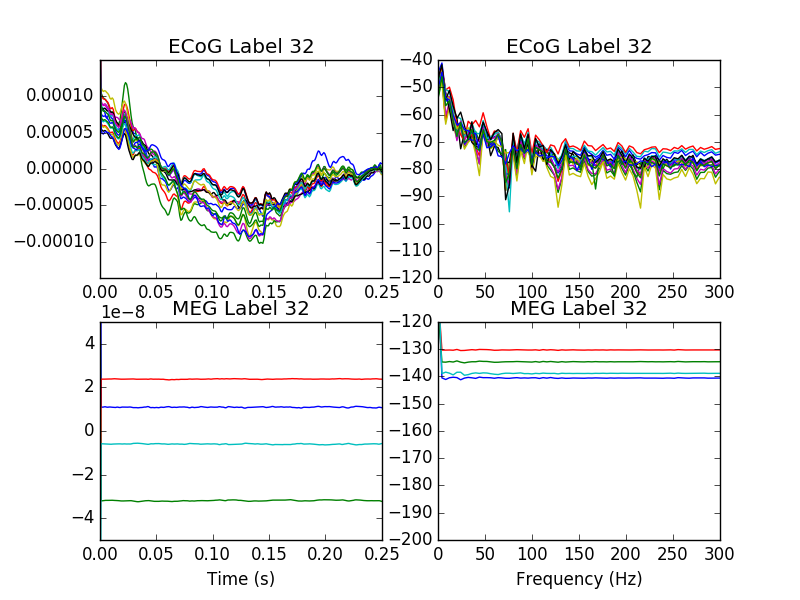 ECoG Label 32
0.00010
0.00005
0.00000
−0.00005
−0.00010
0.00 0.05 0.10 0.15 0.20 0.25
ECoG Label 32
−40
−50
−60
−70
−80
−90
−100
−110
−120
0 50 100 150 200 250 300
MEG Label 32
1e−8
4
2
0
−2
−4
0.00 0.05 0.10 0.15 0.20 0.25
Time (s)
MEG Label 32
−120
−130
−140
−150
−160
−170
−180
−190
−200
0 50 100 150 200 250 300
Frequency (Hz)